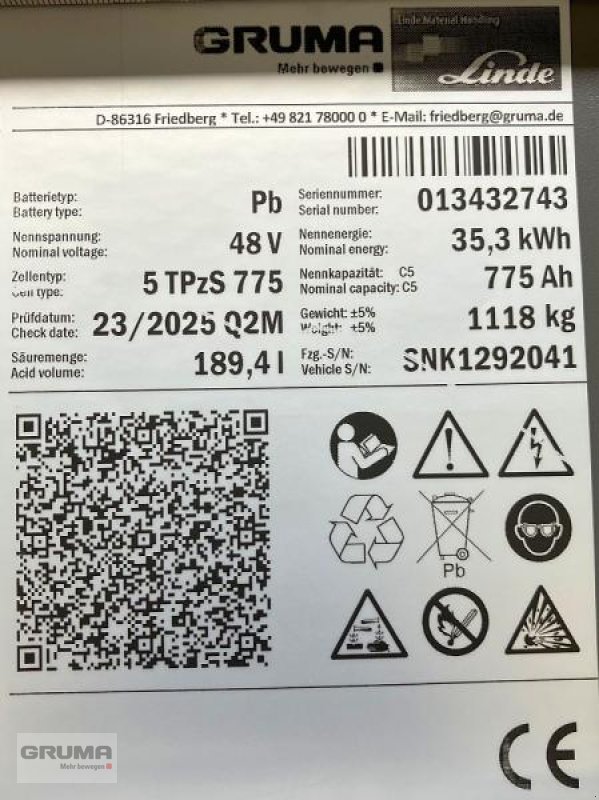 GRUMA
Mehr bewegen
Linde Material Handling
Linde
D-86316 Friedberg * Tel.: +49 821 78000 0 * E-Mail: friedberg@gruma.de
Batterietyp:
Battery type:
Pb
Seriennummer:
Serial number:
013432743
Nennspannung:
Nominal voltage:
48 V
Nennenergie:
Nominal energy:
35,3 kWh
Zellentyp:
Cell type:
5 TPzS 775
Nennkapazität: C5
Nominal capacity: C5
775 Ah
Prüfdatum:
Check date:
23/2025 Q2M
Gewicht: ±5%
Weight: ±5%
1118 kg
Säuremenge:
Acid volume:
189,4 l
Fzg.-S/N:
Vehicle S/N:
SNK1292041
Pb
CE
GRUMA
Mehr bewegen